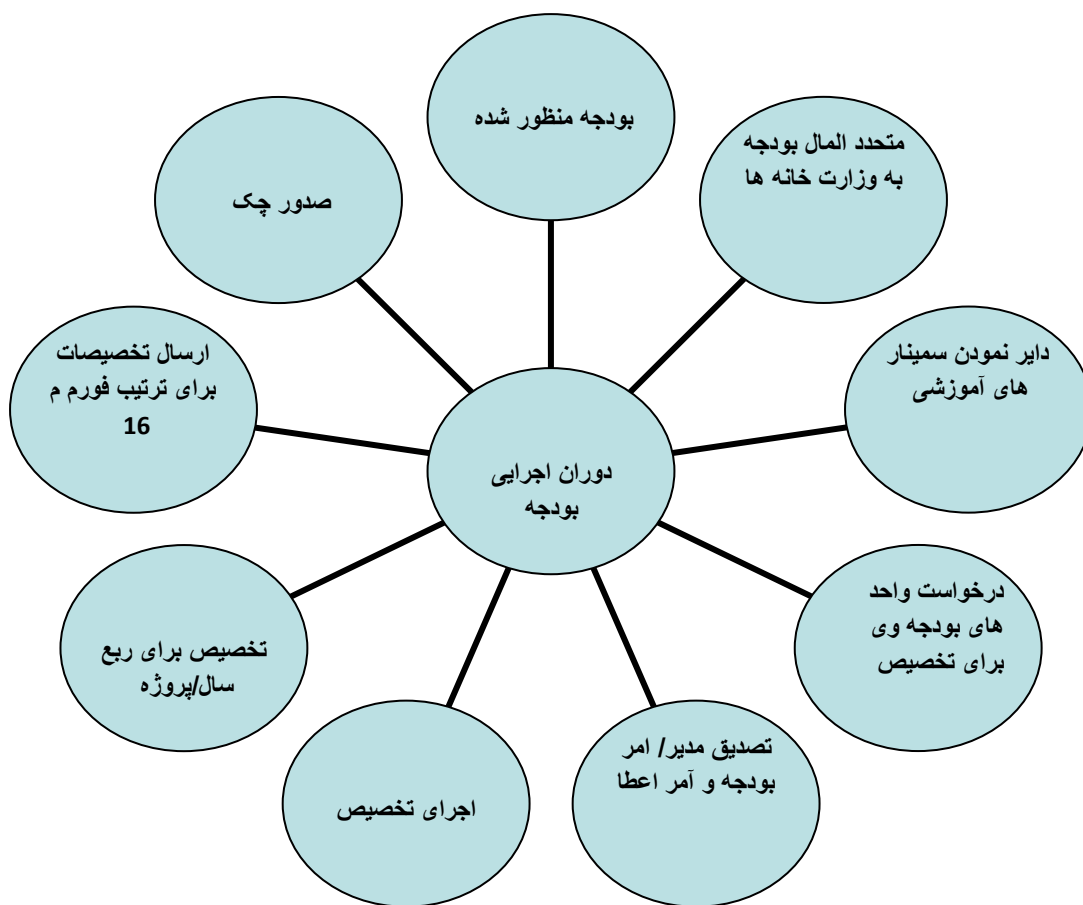 بودجه منظور شده
متحدد المال بودجه
به وزارت خانه ها
دایر نمودن سمینار
های آموزشی
درخواست واحد
های بودجه وی
برای تخصیص
تصدیق مدیر/ امر
بودجه و آمر اعطا
اجرای تخصیص
تخصیص برای ربع
سال/پروژه
ارسال تخصیصات
برای ترتیب فورم م
16
صدور چک
دوران اجرایی
بودجه